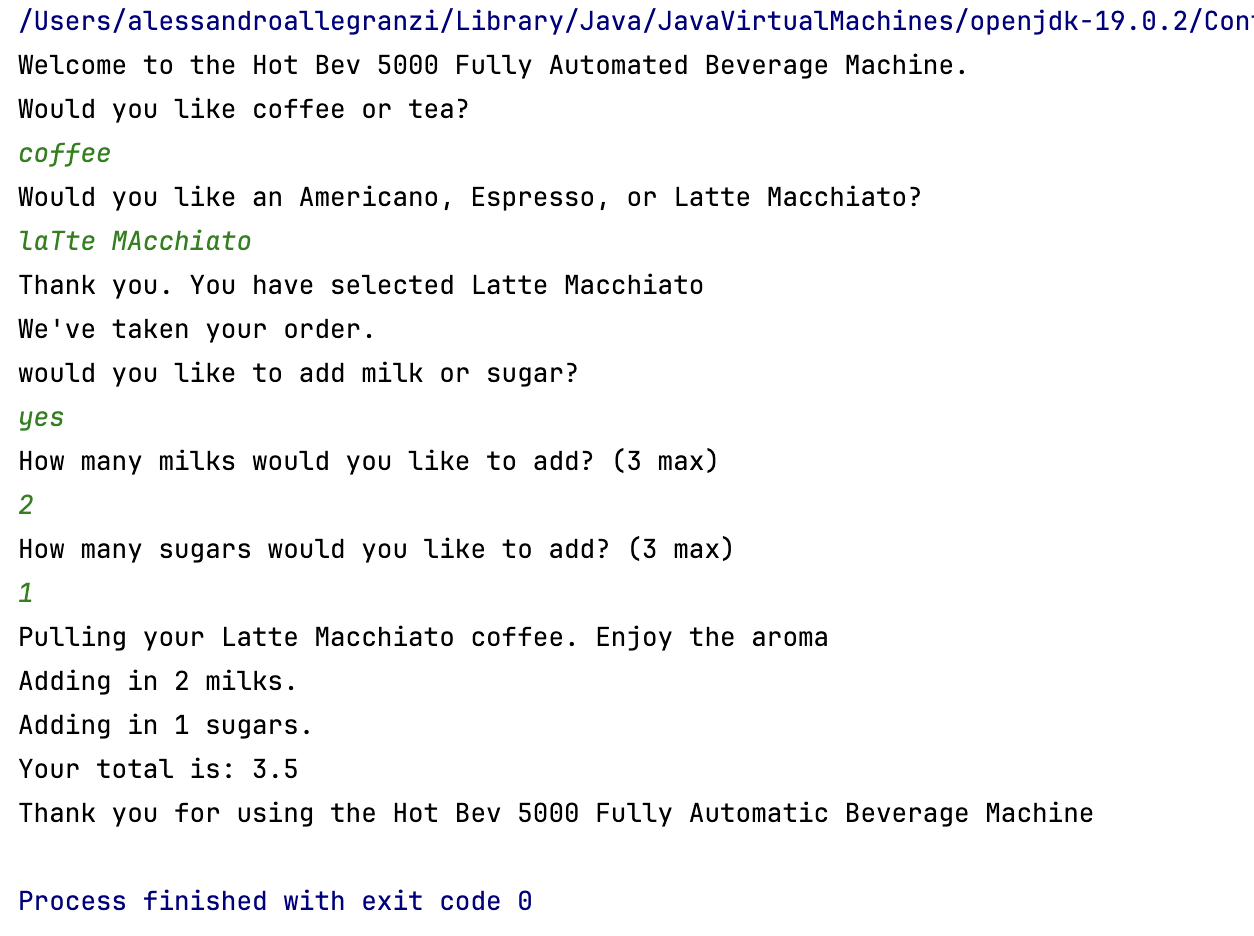 /Users/alessandroallegranzi/Library/Java/JavaVirtualMachines/openjdk-19.0.2/Con
Welcome to the Hot Bev 5000 Fully Automated Beverage Machine.
Would you like coffee or tea?
coffee
Would you like an Americano, Espresso, or Latte Macchiato?
laTte MAcchiato
Thank you. You have selected Latte Macchiato
We've taken your order.
would you like to add milk or sugar?
yes
How many milks would you like to add? (3 max)
2
How many sugars would you like to add? (3 max)
1
Pulling your Latte Macchiato coffee. Enjoy the aroma
Adding in 2 milks.
Adding in 1 sugars.
Your total is: 3.5
Thank you for using the Hot Bev 5000 Fully Automatic Beverage Machine
Process finished with exit code 0